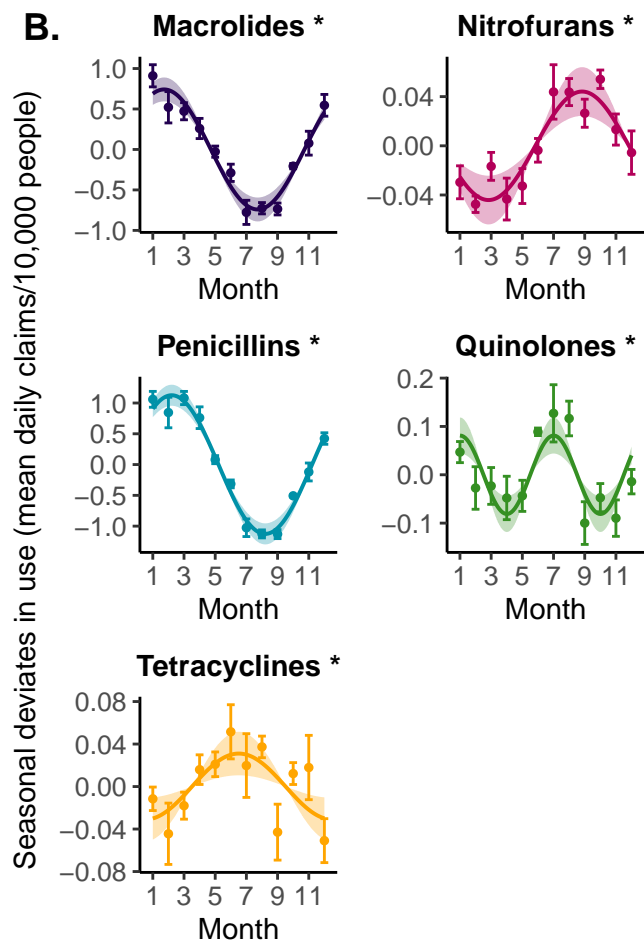 B.
Seasonal deviates in use (mean daily claims/10,000 people)
Macrolides *
1.0
0.5
0.0
−0.5
−1.0
1 3 5 7 9 11
Month
Nitrofurans *
0.04
0.00
−0.04
1 3 5 7 9 11
Month
Penicillins *
1.0
0.5
0.0
−0.5
−1.0
1 3 5 7 9 11
Month
Quinolones *
0.2
0.1
0.0
−0.1
1 3 5 7 9 11
Month
Tetracyclines *
0.08
0.04
0.00
−0.04
−0.08
1 3 5 7 9 11
Month